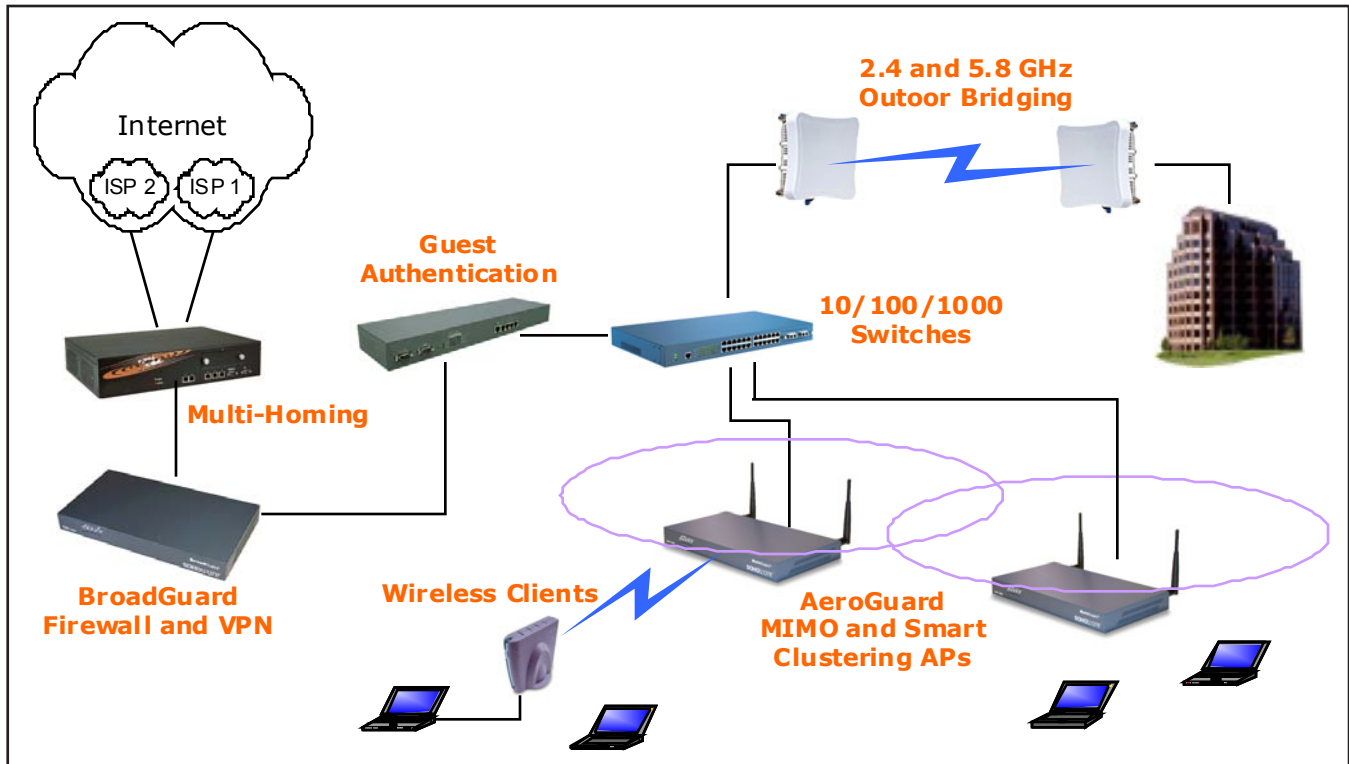 2.4 and 5.8 GHz
Outoor Bridging
Internet
ISP 2
ISP 1
Guest
Authentication
10/100/1000
Switches
Multi-Homing
BroadGuard
Firewall and VPN
Wireless Clients
AeroGuard
MIMO and Smart
Clustering APs